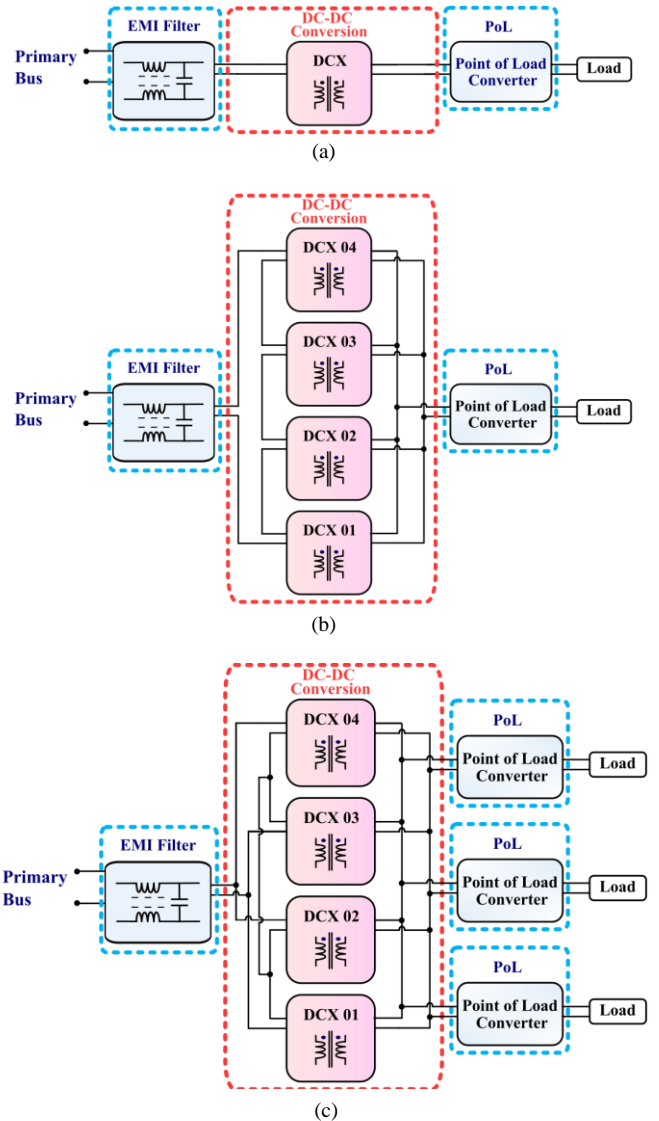 DC-DC
Conversion
EMI Filter
PoL
Primary
Bus
DCX
Point of Load
Converter
Load
(a)
DC-DC
Conversion
DCX 04
DCX 03
EMI Filter
PoL
Primary
Bus
Point of Load
Converter
Load
DCX 02
DCX 01
(b)
DC-DC
Conversion
DCX 04
PoL
Point of Load
Converter
Load
DCX 03
EMI Filter
PoL
Primary
Bus
Point of Load
Converter
Load
DCX 02
PoL
DCX 01
Point of Load
Converter
Load
(c)